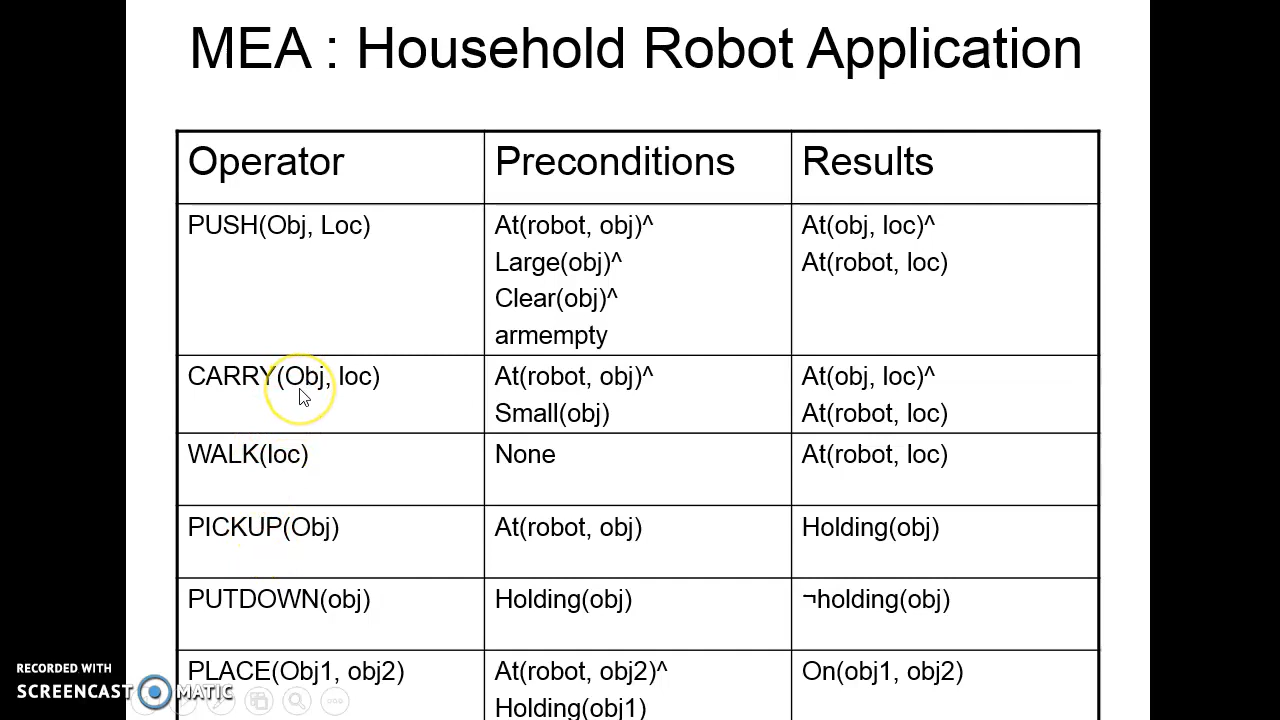 MEA : Household Robot Application
Operator Preconditions Results
PUSH(Obj, Loc) At(robot, obj)^ At(obj, loc)^
Large(obj)^ At(robot, loc)
Clear(obj)^
armempty
CARRY(Obj, loc) At(robot, obj)^ At(obj, loc)^
Small(obj) At(robot, loc)
WALK(loc) None At(robot, loc)
PICKUP(Obj) At(robot, obj) Holding(obj)
PUTDOWN(obj) Holding(obj) ¬holding(obj)
PLACE(Obj1, obj2) At(robot, obj2)^ On(obj1, obj2)
Holding(obj1)
RECORDED WITH
SCREENCAST MATIC